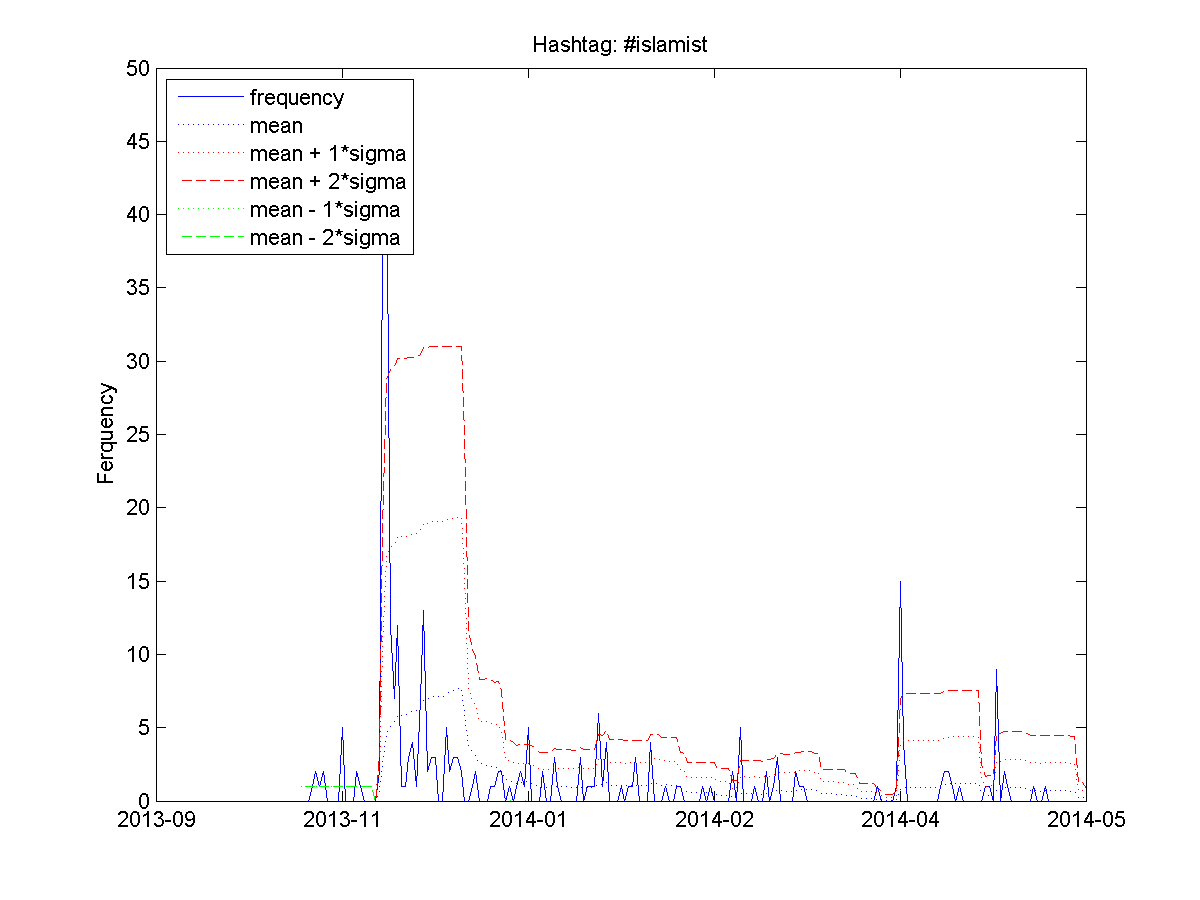 Hashtag: #islamist
50
45
40
35
30
25
20
15
10
5
0
Ferquency
frequency
mean
mean + 1*sigma
mean + 2*sigma
mean - 1*sigma
mean - 2*sigma
2013-09 2013-11 2014-01 2014-02 2014-04 2014-05